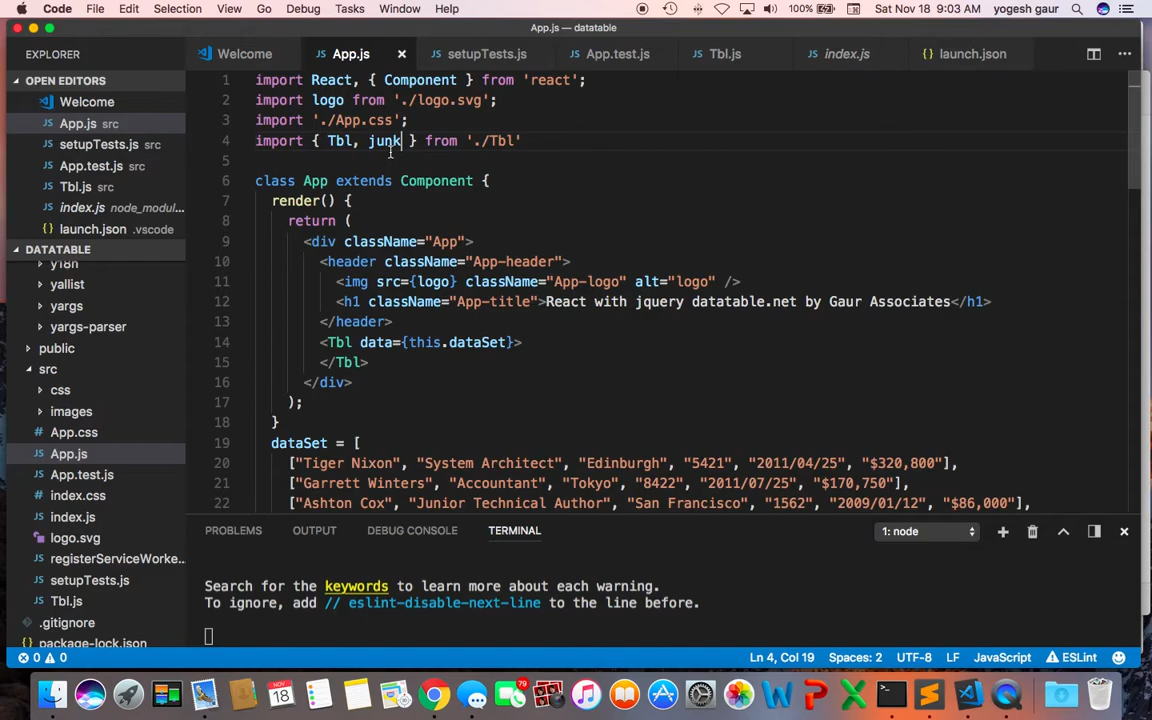 Code File Edit Selection View Go Debug Tasks Window Help 100% Sat Nov 18 9:03 AM yogesh gaur
App.js — datatable
EXPLORER Welcome App.js setupTests.js App.test.js Tbl.js index.js launch.json
OPEN EDITORS
Welcome
App.js src
setupTests.js src
App.test.js src
Tbl.js src
index.js node_modul...
launch.json .vscode
DATATABLE
y18n
yallist
yargs
yargs-parser
public
src
css
images
App.css
App.js
App.test.js
index.css
index.js
logo.svg
registerServiceWorke...
setupTests.js
Tbl.js
.gitignore
package-lock.json
1 import React, { Component } from 'react';
2 import logo from './logo.svg';
3 import './App.css';
4 import { Tbl, junk } from './Tbl'
5
6 class App extends Component {
7 render() {
8 return (
9 <div className="App">
10 <header className="App-header">
11 <img src={logo} className="App-logo" alt="logo" />
12 <h1 className="App-title">React with jquery datatable.net by Gaur Associates</h1>
13 </header>
14 <Tbl data={this.dataSet}>
15 </Tbl>
16 </div>
17 );
18 }
19 dataSet = [
20 ["Tiger Nixon", "System Architect", "Edinburgh", "5421", "2011/04/25", "$320,800"],
21 ["Garrett Winters", "Accountant", "Tokyo", "8422", "2011/07/25", "$170,750"],
22 ["Ashton Cox", "Junior Technical Author", "San Francisco", "1562", "2009/01/12", "$86,000"],
PROBLEMS OUTPUT DEBUG CONSOLE TERMINAL 1: node
Search for the keywords to learn more about each warning.
To ignore, add // eslint-disable-next-line to the line before.
0 0 Ln 4, Col 19 Spaces: 2 UTF-8 LF JavaScript ESLint
NOV
18
79